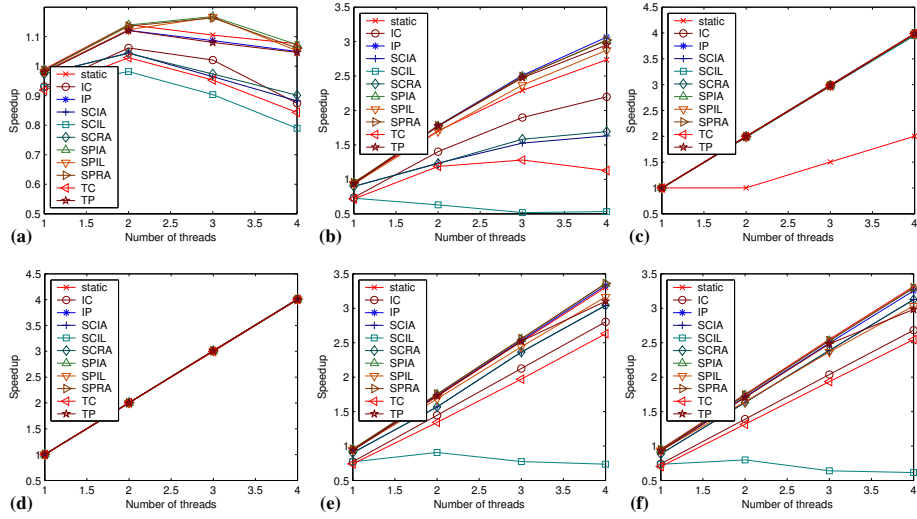 1.1
1
0.9
0.8
0.7
0.6
0.5
Speedup
static
IC
IP
SCIA
SCIL
SCRA
SPIA
SPIL
SPRA
TC
TP
1 1.5 2 2.5 3 3.5 4
Number of threads
(a)
3.5
3
2.5
2
1.5
1
0.5
Speedup
static
IC
IP
SCIA
SCIL
SCRA
SPIA
SPIL
SPRA
TC
TP
1 1.5 2 2.5 3 3.5 4
Number of threads
(b)
4.5
4
3.5
3
2.5
2
1.5
1
0.5
Speedup
static
IC
IP
SCIA
SCIL
SCRA
SPIA
SPIL
SPRA
TC
TP
1 1.5 2 2.5 3 3.5 4
Number of threads
(c)
4.5
4
3.5
3
2.5
2
1.5
1
0.5
Speedup
static
IC
IP
SCIA
SCIL
SCRA
SPIA
SPIL
SPRA
TC
TP
1 1.5 2 2.5 3 3.5 4
Number of threads
(d)
3.5
3
2.5
2
1.5
1
0.5
Speedup
static
IC
IP
SCIA
SCIL
SCRA
SPIA
SPIL
SPRA
TC
TP
1 1.5 2 2.5 3 3.5 4
Number of threads
(e)
3.5
3
2.5
2
1.5
1
0.5
Speedup
static
IC
IP
SCIA
SCIL
SCRA
SPIA
SPIL
SPRA
TC
TP
1 1.5 2 2.5 3 3.5 4
Number of threads
(f)